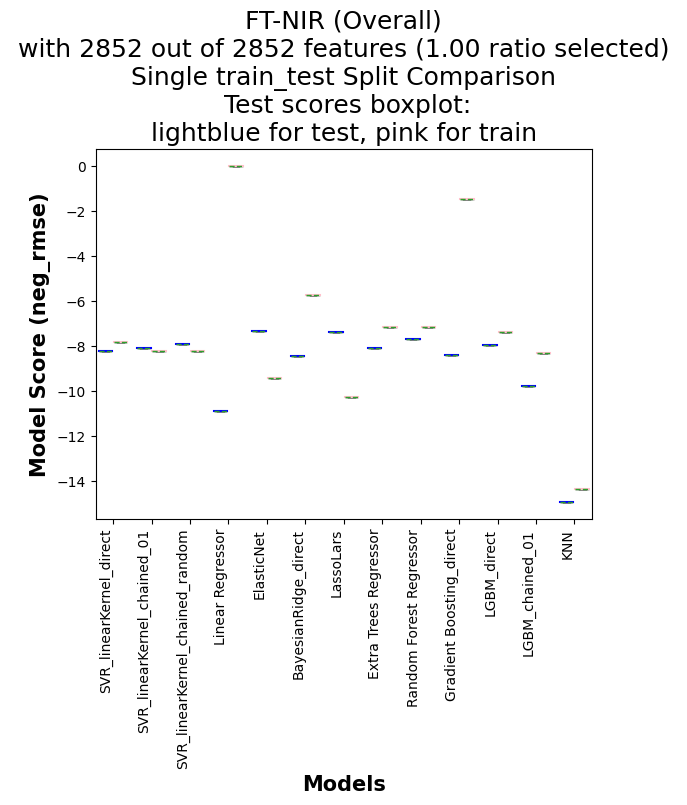 FT-NIR (Overall)
with 2852 out of 2852 features (1.00 ratio selected)
Single train_test Split Comparison
Test scores boxplot:
lightblue for test, pink for train
Model Score (neg_rmse)
0
−2
−4
−6
−8
−10
−12
−14
SVR_linearKernel_direct
SVR_linearKernel_chained_01
SVR_linearKernel_chained_random
Linear Regressor
ElasticNet
BayesianRidge_direct
LassoLars
Extra Trees Regressor
Random Forest Regressor
Gradient Boosting_direct
LGBM_direct
LGBM_chained_01
KNN
Models